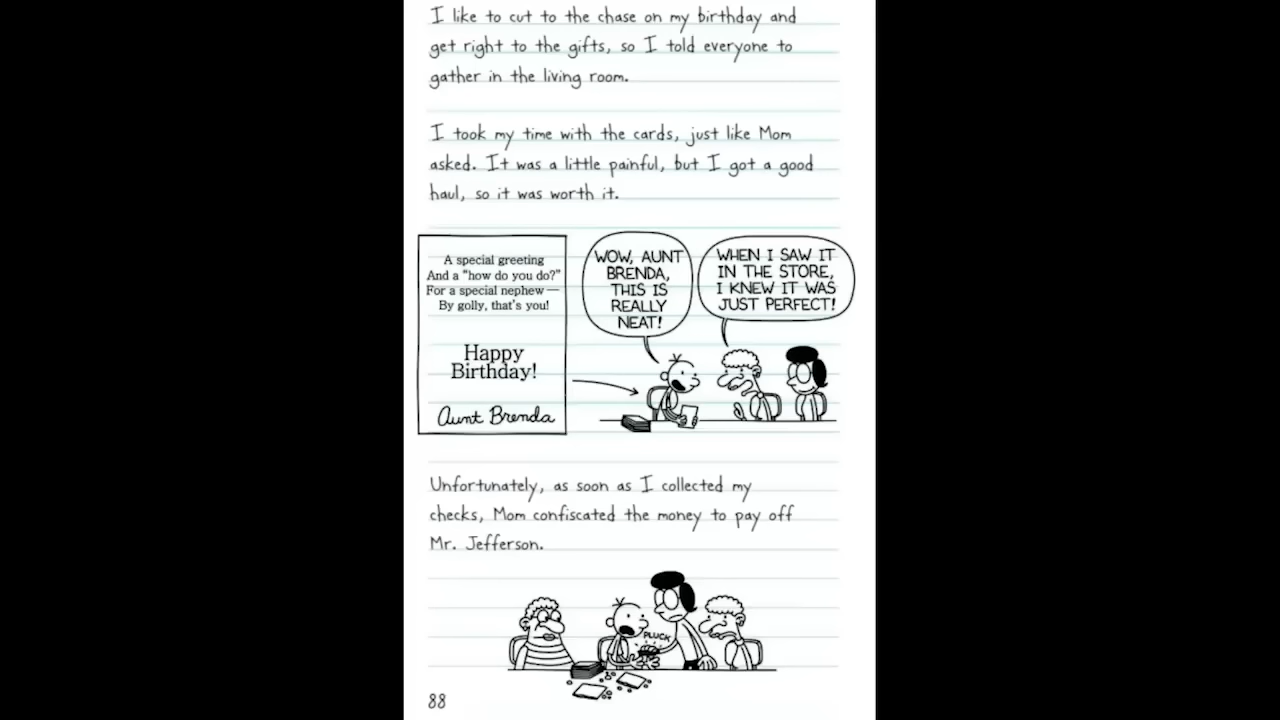 I like to cut to the chase on my birthday and
get right to the gifts, so I told everyone to
gather in the living room.
I took my time with the cards, just like Mom
asked. It was a little painful, but I got a good
haul, so it was worth it.
A special greeting
And a "how do you do?"
For a special nephew—
By golly, that's you!
Happy
Birthday!
Aunt Brenda
WOW, AUNT
BRENDA,
THIS IS
REALLY
NEAT!
WHEN I SAW IT
IN THE STORE,
I KNEW IT WAS
JUST PERFECT!
Unfortunately, as soon as I collected my
checks, Mom confiscated the money to pay off
Mr. Jefferson.
PLUCK
88